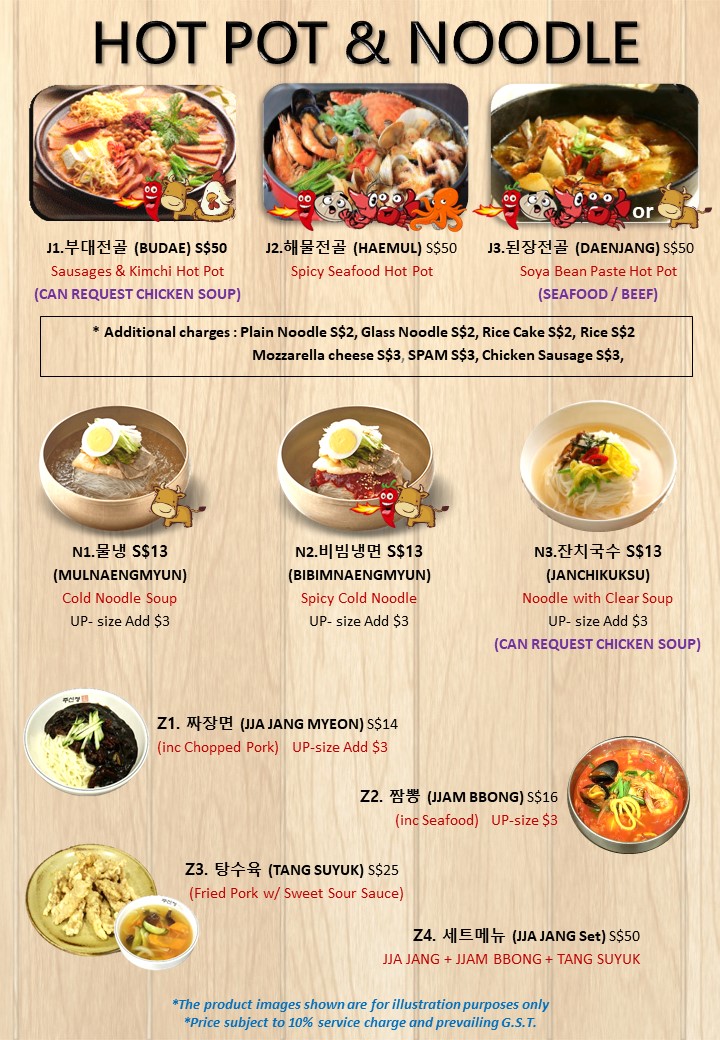 HOT POT & NOODLE
or
J1.부대전골 (BUDAE) S$50
Sausages & Kimchi Hot Pot
(CAN REQUEST CHICKEN SOUP)
J2.해물전골 (HAEMUL) S$50
Spicy Seafood Hot Pot
J3.된장전골 (DAENJANG) S$50
Soya Bean Paste Hot Pot
(SEAFOOD / BEEF)
* Additional charges : Plain Noodle S$2, Glass Noodle S$2, Rice Cake S$2, Rice S$2
Mozzarella cheese S$3, SPAM S$3, Chicken Sausage S$3,
N1.물냉 S$13
(MULNAENGMYUN)
Cold Noodle Soup
UP- size Add $3
N2.비빔냉면 S$13
(BIBIMNAENGMYUN)
Spicy Cold Noodle
UP- size Add $3
N3.잔치국수 S$13
(JANCHIKUKSU)
Noodle with Clear Soup
UP- size Add $3
(CAN REQUEST CHICKEN SOUP)
Z1. 짜장면 (JJA JANG MYEON) S$14
(inc Chopped Pork) UP-size Add $3
Z2. 짬뽕 (JJAM BBONG) S$16
(inc Seafood) UP-size $3
Z3. 탕수육 (TANG SUYUK) S$25
(Fried Pork w/ Sweet Sour Sauce)
Z4. 세트메뉴 (JJA JANG Set) S$50
JJA JANG + JJAM BBONG + TANG SUYUK
*The product images shown are for illustration purposes only
*Price subject to 10% service charge and prevailing G.S.T.